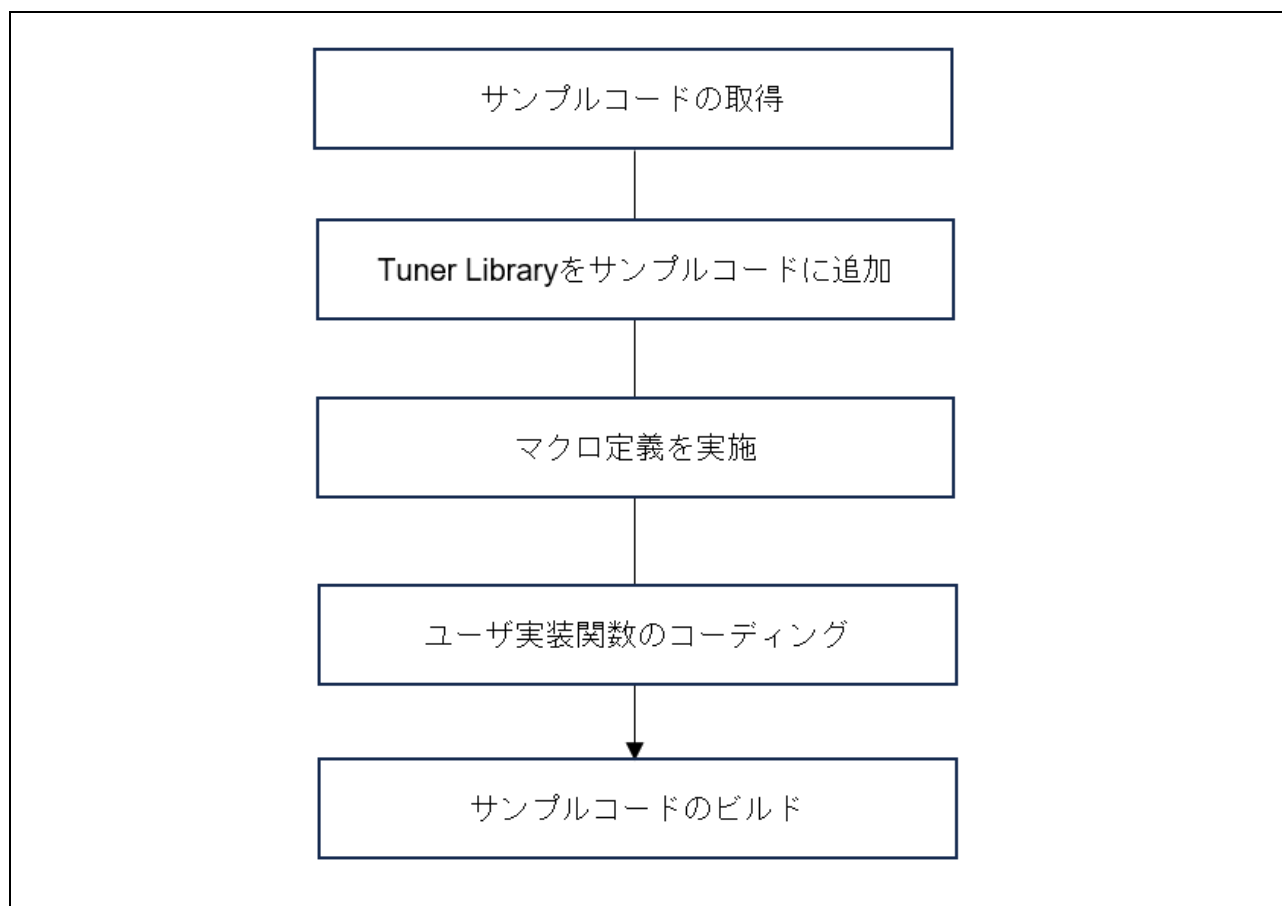 サンプルコードの取得
Tuner Libraryをサンプルコードに追加
マクロ定義を実施
ユーザ実装関数のコーディング
サンプルコードのビルド